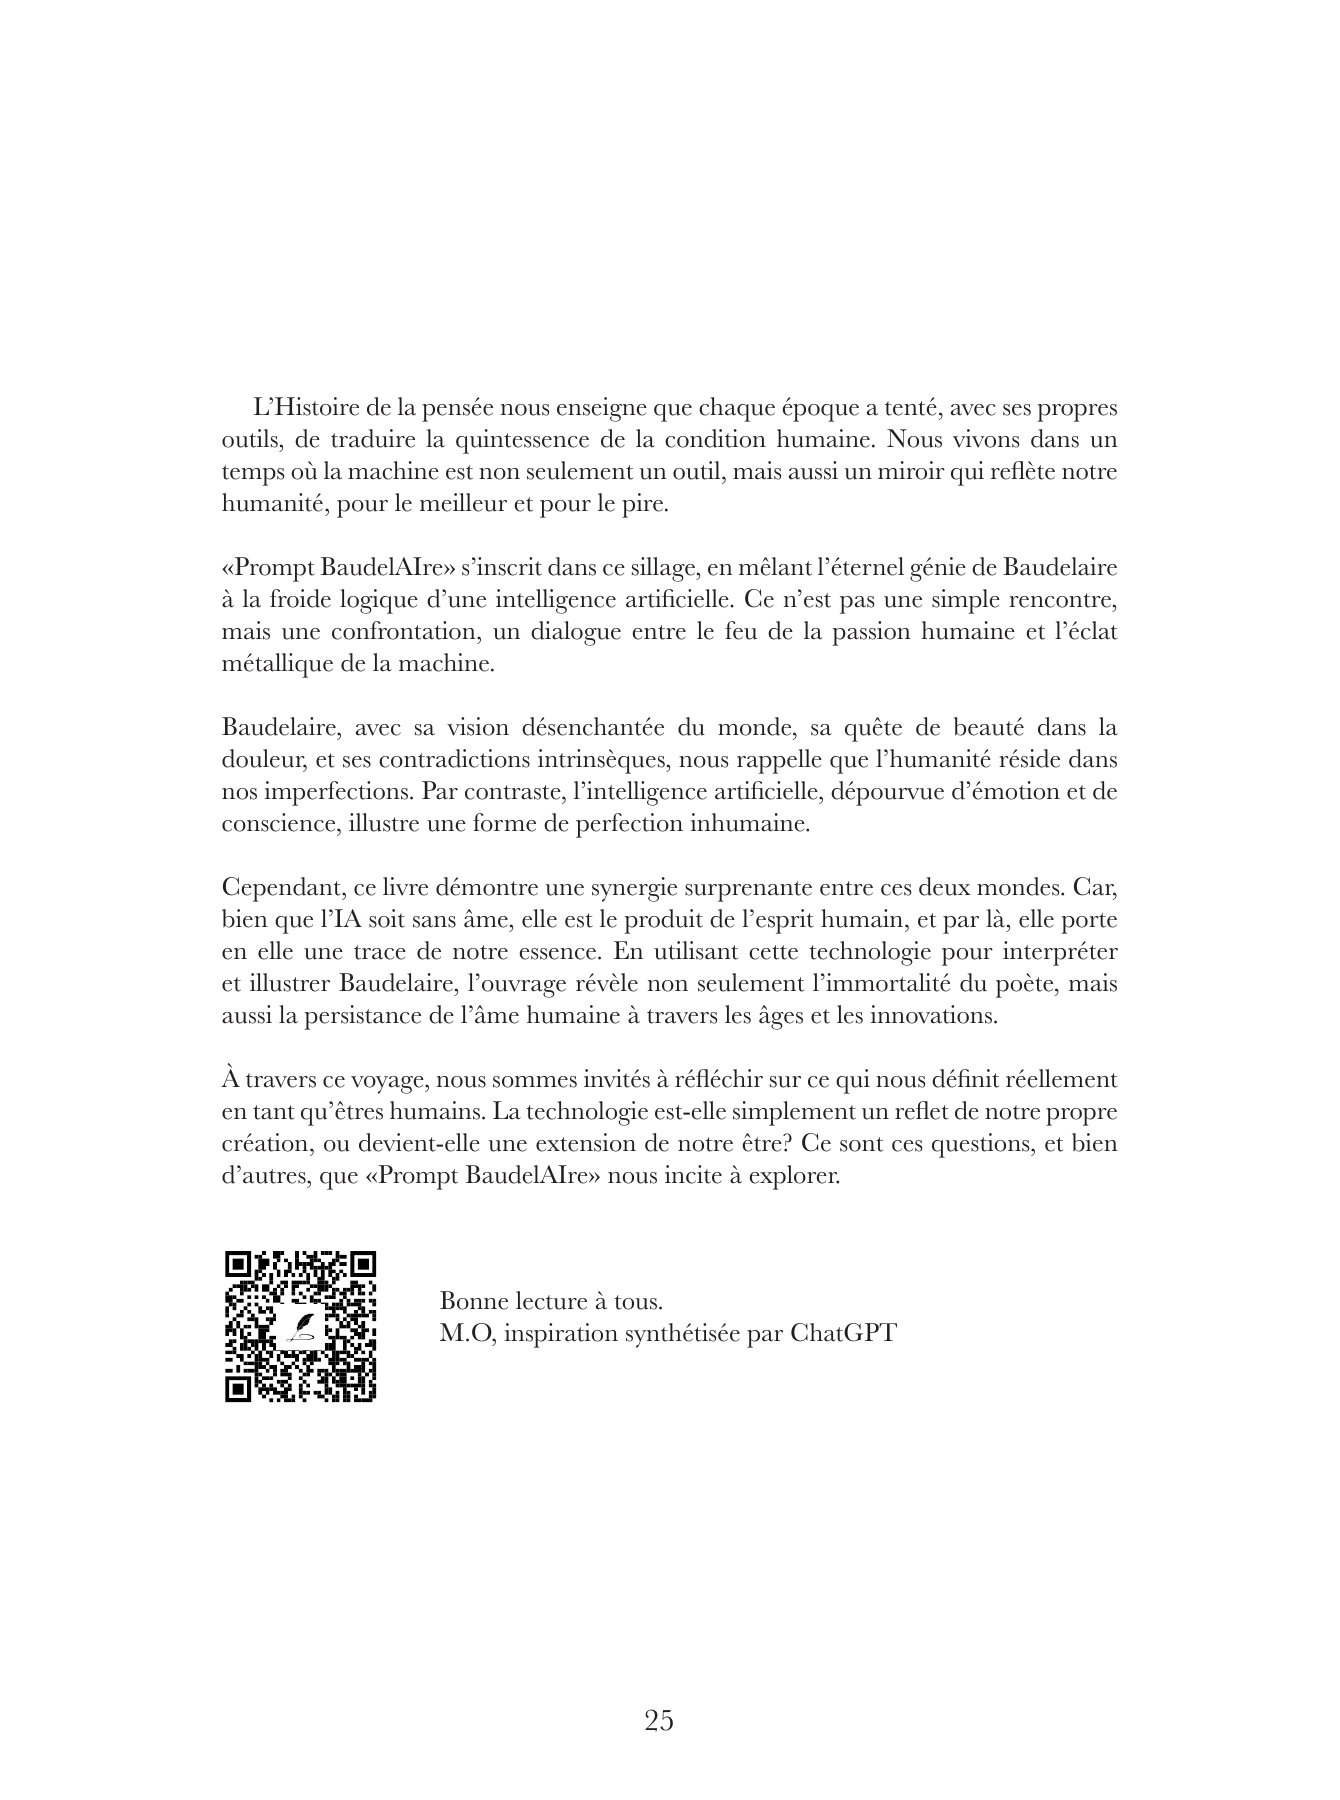 L’Histoire de la pensée nous enseigne que chaque époque a tenté, avec ses propres
outils, de traduire la quintessence de la condition humaine. Nous vivons dans un
temps où la machine est non seulement un outil, mais aussi un miroir qui reflète notre
humanité, pour le meilleur et pour le pire.
«Prompt BaudelAIre» s’inscrit dans ce sillage, en mêlant l’éternel génie de Baudelaire
à la froide logique d’une intelligence artificielle. Ce n’est pas une simple rencontre,
mais une confrontation, un dialogue entre le feu de la passion humaine et l’éclat
métallique de la machine.
Baudelaire, avec sa vision désenchantée du monde, sa quête de beauté dans la
douleur, et ses contradictions intrinsèques, nous rappelle que l’humanité réside dans
nos imperfections. Par contraste, l’intelligence artificielle, dépourvue d’émotion et de
conscience, illustre une forme de perfection inhumaine.
Cependant, ce livre démontre une synergie surprenante entre ces deux mondes. Car,
bien que l’IA soit sans âme, elle est le produit de l’esprit humain, et par là, elle porte
en elle une trace de notre essence. En utilisant cette technologie pour interpréter
et illustrer Baudelaire, l’ouvrage révèle non seulement l’immortalité du poète, mais
aussi la persistance de l’âme humaine à travers les âges et les innovations.
À travers ce voyage, nous sommes invités à réfléchir sur ce qui nous définit réellement
en tant qu’êtres humains. La technologie est-elle simplement un reflet de notre propre
création, ou devient-elle une extension de notre être? Ce sont ces questions, et bien
d’autres, que «Prompt BaudelAIre» nous incite à explorer.
Bonne lecture à tous.
M.O, inspiration synthétisée par ChatGPT
25